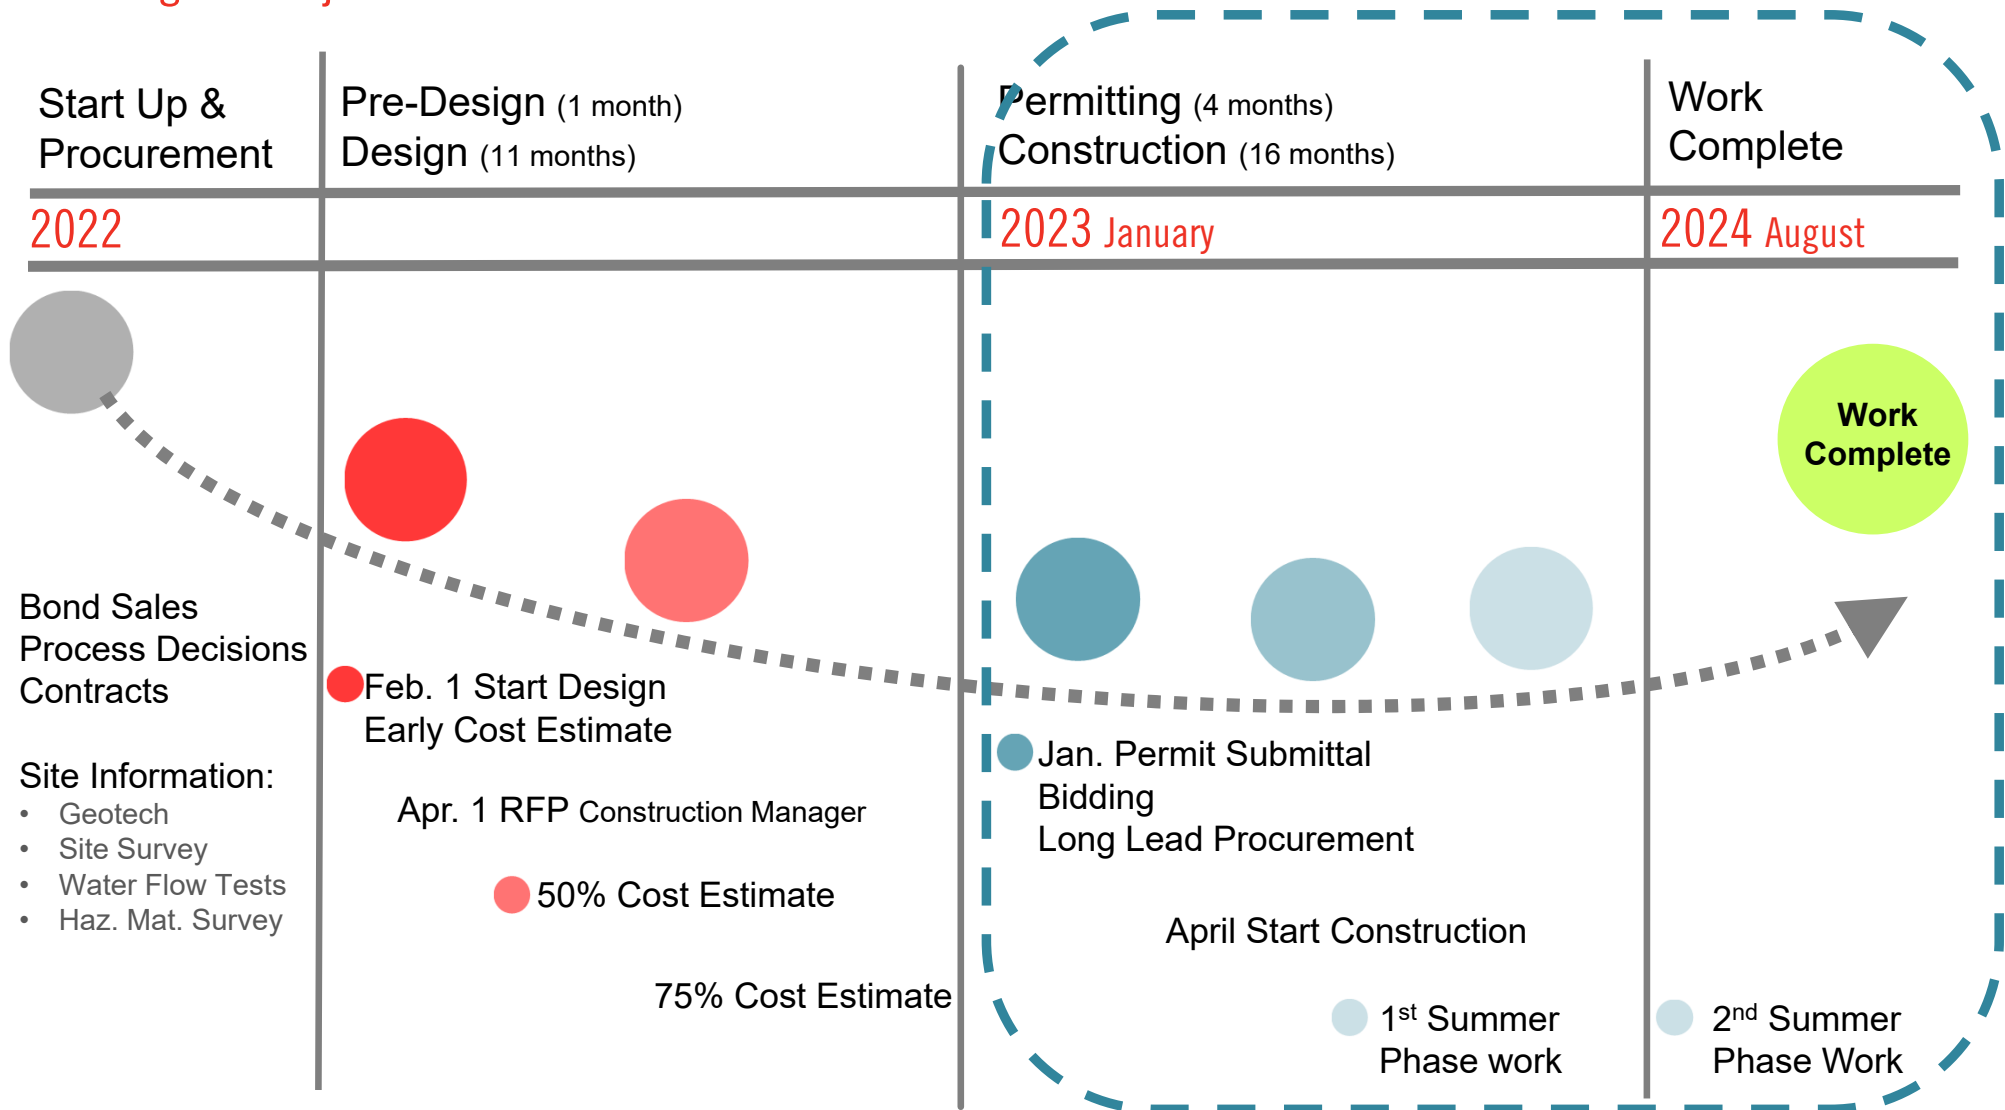 Start Up &
Procurement
Pre-Design (1 month)
Design (11 months)
Permitting (4 months)
Construction (16 months)
Work
Complete
2022
2023 January
2024 August
Work
Complete
Bond Sales
Process Decisions
Contracts
Site Information:
• Geotech
• Site Survey
• Water Flow Tests
• Haz. Mat. Survey
Feb. 1 Start Design
Early Cost Estimate
Apr. 1 RFP Construction Manager
50% Cost Estimate
75% Cost Estimate
Jan. Permit Submittal
Bidding
Long Lead Procurement
April Start Construction
1st Summer
Phase work
2nd Summer
Phase Work